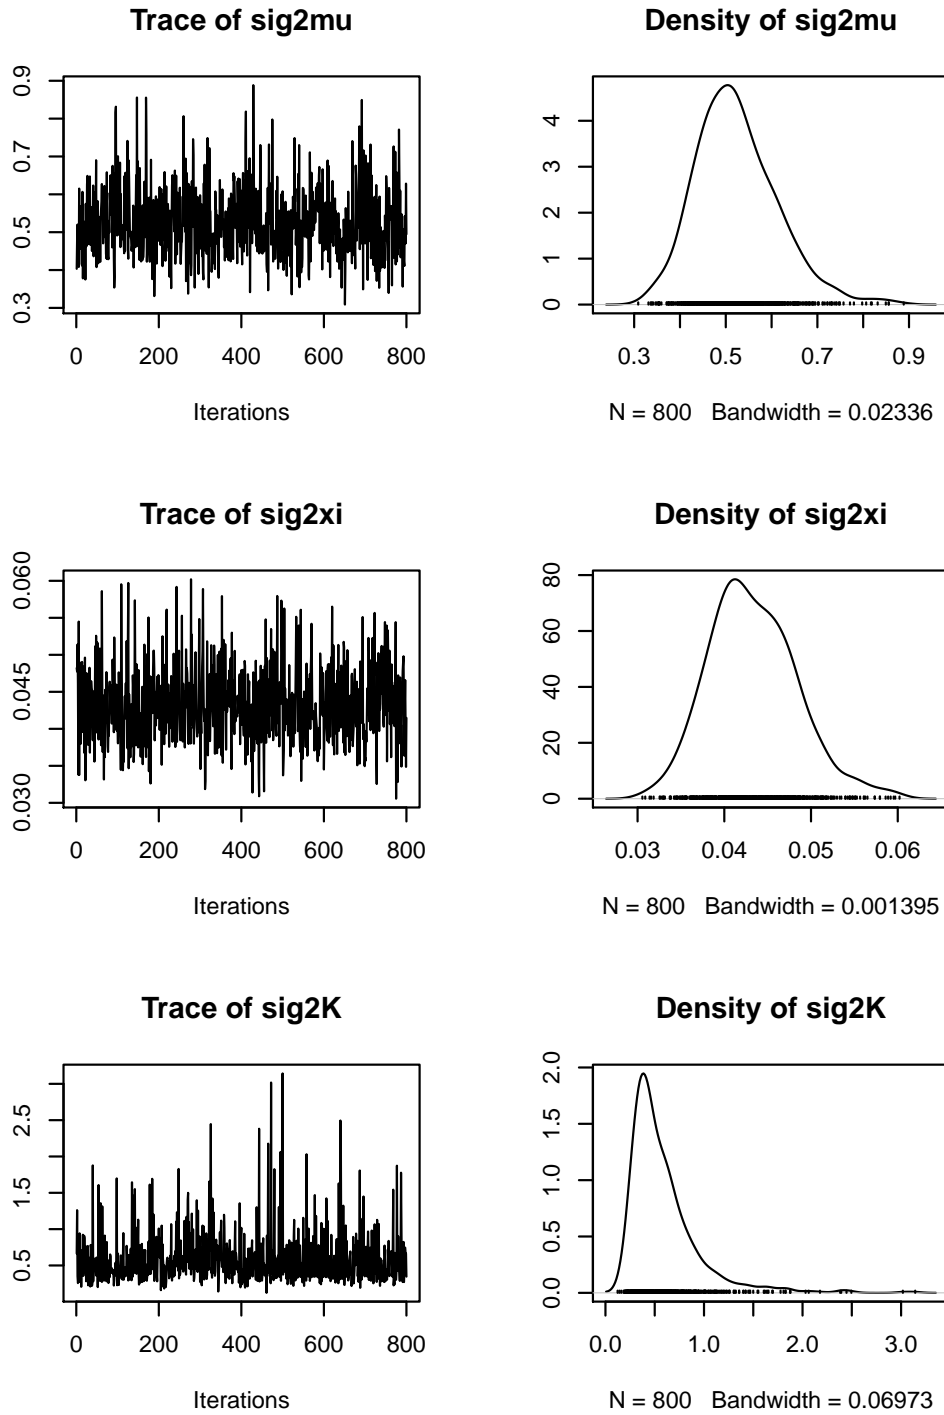 Trace of sig2mu
0.3 0.5 0.7 0.9
0 200 400 600 800
Iterations
Density of sig2mu
0 1 2 3 4
0.3 0.5 0.7 0.9
N = 800 Bandwidth = 0.02336
Trace of sig2xi
0.030 0.045 0.060
0 200 400 600 800
Iterations
Density of sig2xi
0 20 40 60 80
0.03 0.04 0.05 0.06
N = 800 Bandwidth = 0.001395
Trace of sig2K
0.5 1.5 2.5
0 200 400 600 800
Iterations
Density of sig2K
0.0 0.5 1.0 1.5 2.0
0.0 1.0 2.0 3.0
N = 800 Bandwidth = 0.06973